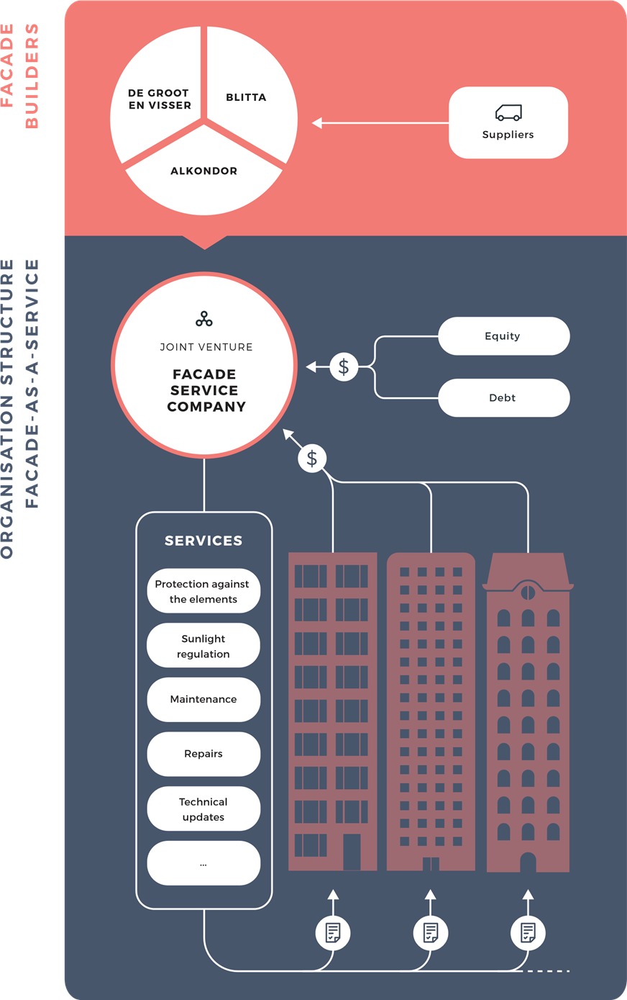 FACADE
BUILDERS
DE GROOT
EN VISSER
BLITTA
ALKONDOR
Suppliers
ORGANISATION STRUCTURE
FACADE-AS-A-SERVICE
JOINT VENTURE
FACADE
SERVICE
COMPANY
$
Equity
Debt
$
SERVICES
Protection against
the elements
Sunlight
regulation
Maintenance
Repairs
Technical
updates
...